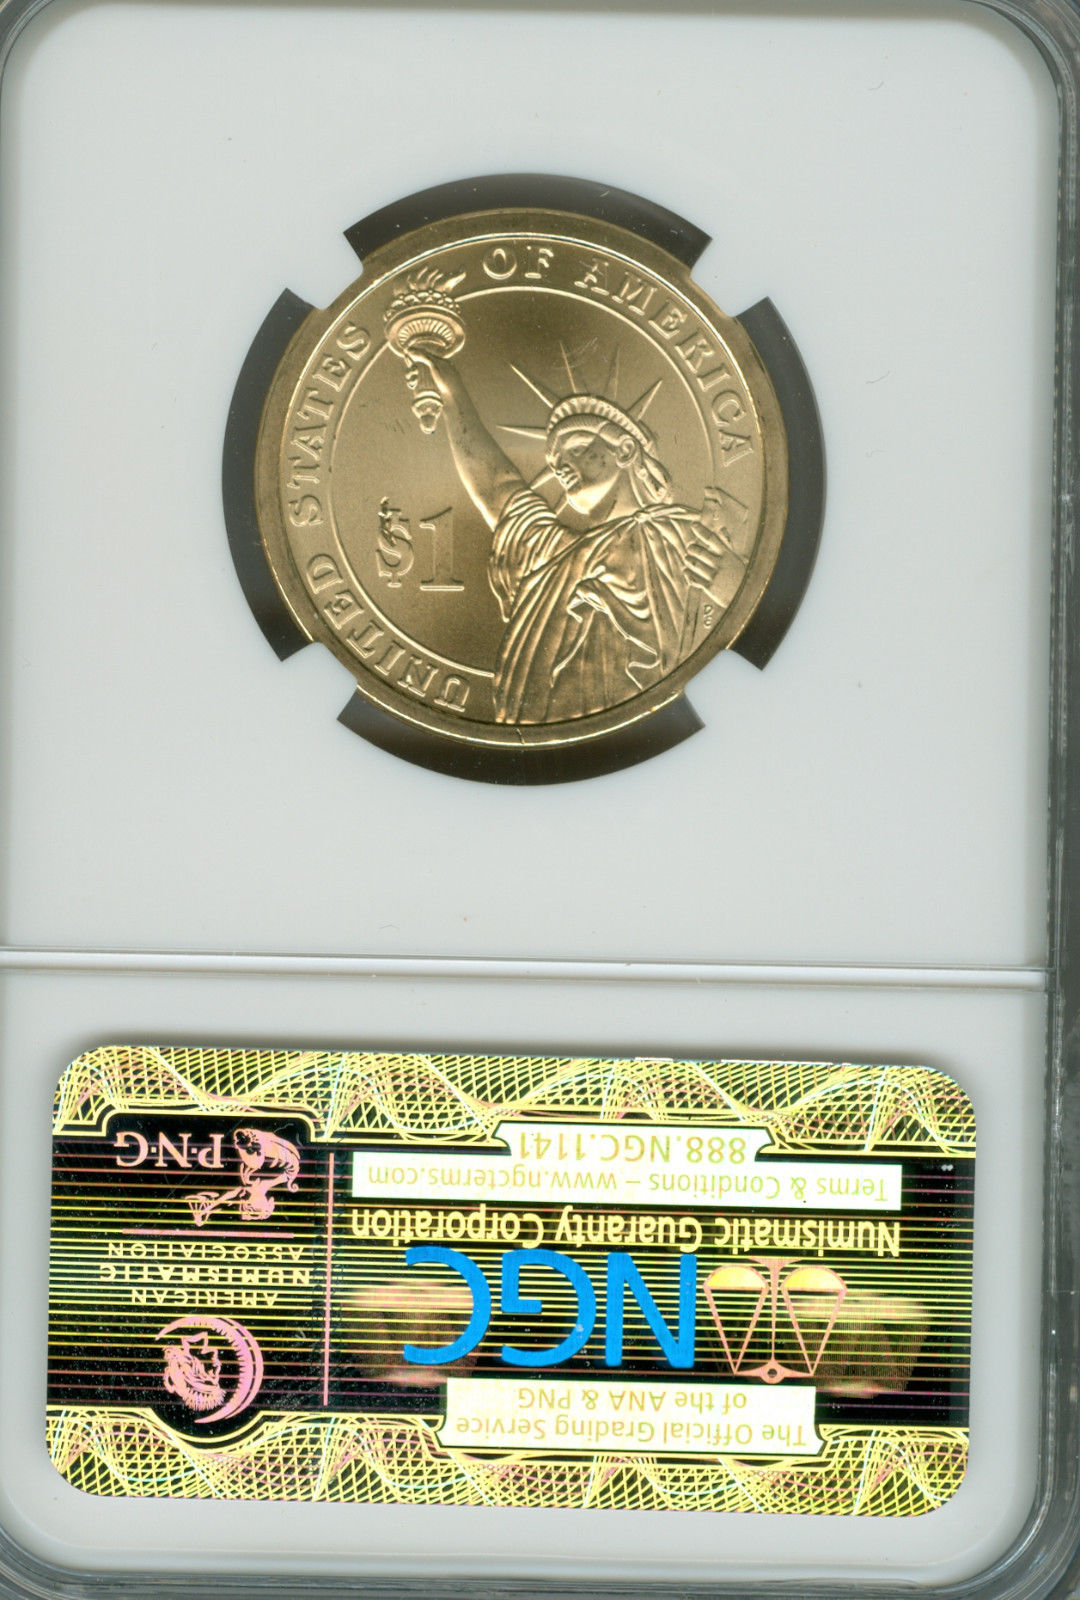 UNITED STATES OF AMERICA
$1
DE
The Official Grading Service
of the ANA & PNG
NGC
Numismatic Guaranty Corporation
Terms & Conditions – www.ngcterms.com
888.NGC.1141
AMERICAN
NUMISMATIC
ASSOCIATION
P·N·G